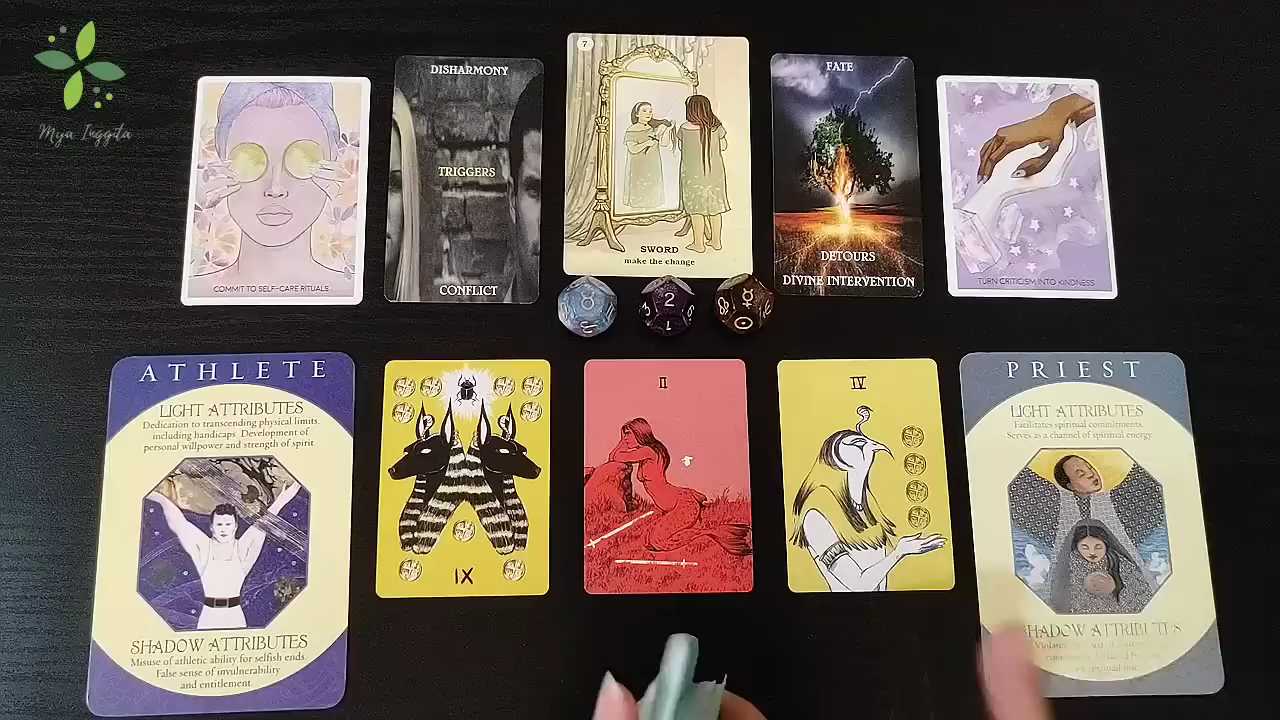 Mya Inggita
COMMIT TO SELF-CARE RITUALS
DISHARMONY
TRIGGERS
CONFLICT
7
SWORD
make the change
FATE
DETOURS
DIVINE INTERVENTION
TURN CRITICISM INTO KINDNESS
2
1
ATHLETE
LIGHT ATTRIBUTES
Dedication to transcending physical limits,
including handicaps. Development of
personal willpower and strength of spirit.
SHADOW ATTRIBUTES
Misuse of athletic ability for selfish ends.
False sense of invulnerability
and entitlement.
IX
II
IV
PRIEST
LIGHT ATTRIBUTES
Facilitates spiritual commitments.
Serves as a channel of spiritual energy.
SHADOW ATTRIBUTES